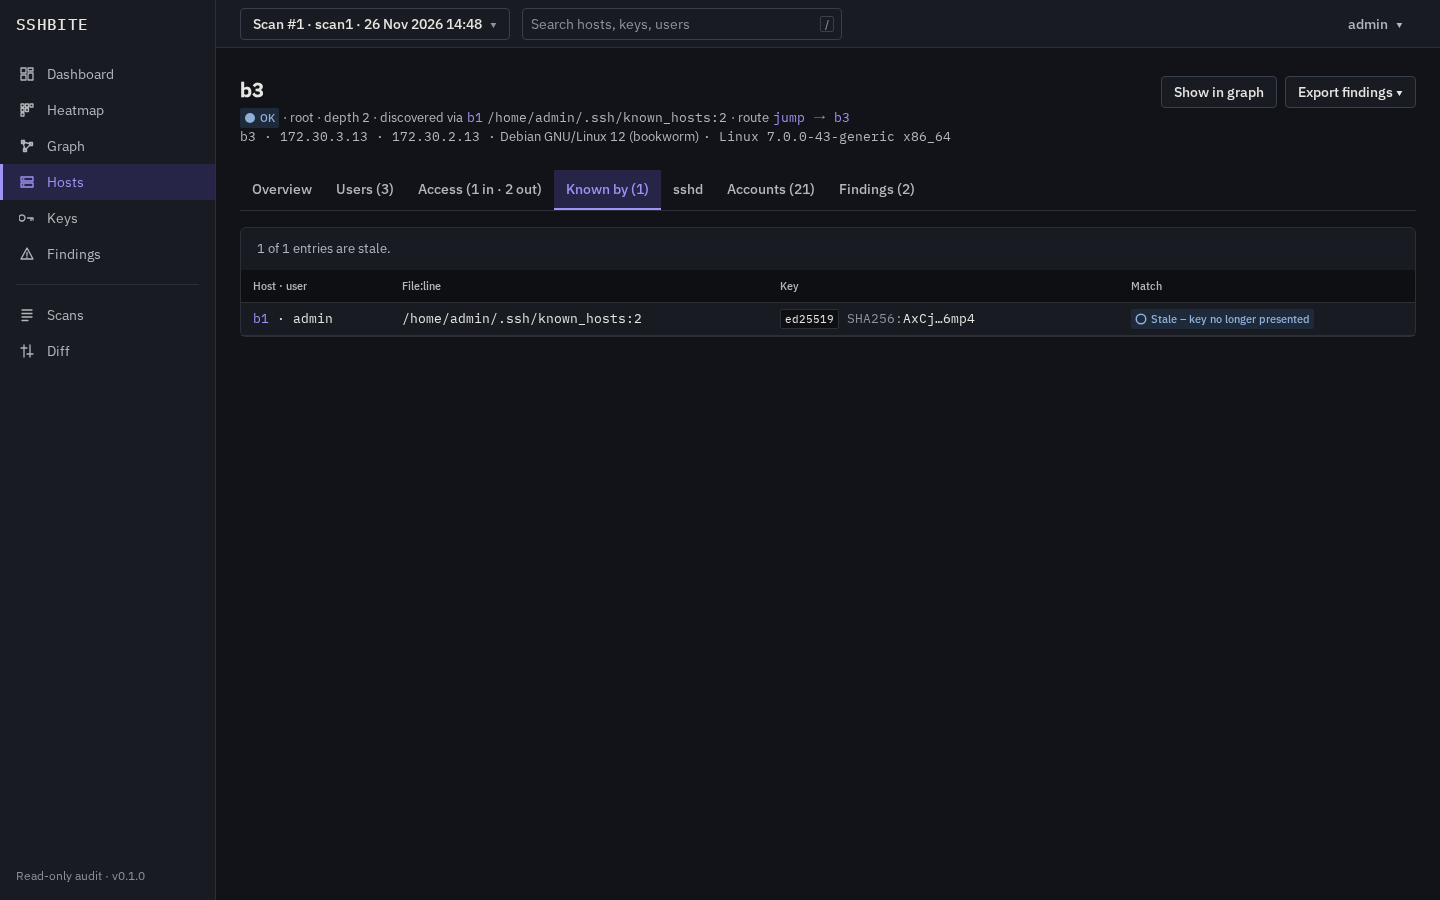 SSHBITE
Scan #1 · scan1 · 26 Nov 2026 14:48 ▾
Search hosts, keys, users /
admin ▾
Dashboard
Heatmap
Graph
Hosts
Keys
Findings
Scans
Diff
Read-only audit · v0.1.0
b3
Show in graph
Export findings ▾
OK · root · depth 2 · discovered via b1 /home/admin/.ssh/known_hosts:2 · route jump → b3
b3 · 172.30.3.13 · 172.30.2.13 · Debian GNU/Linux 12 (bookworm) · Linux 7.0.0-43-generic x86_64
Overview Users (3) Access (1 in · 2 out) Known by (1) sshd Accounts (21) Findings (2)
1 of 1 entries are stale.
Host · user File:line Key Match
b1 · admin /home/admin/.ssh/known_hosts:2 ed25519 SHA256:AxCj…6mp4 Stale – key no longer presented